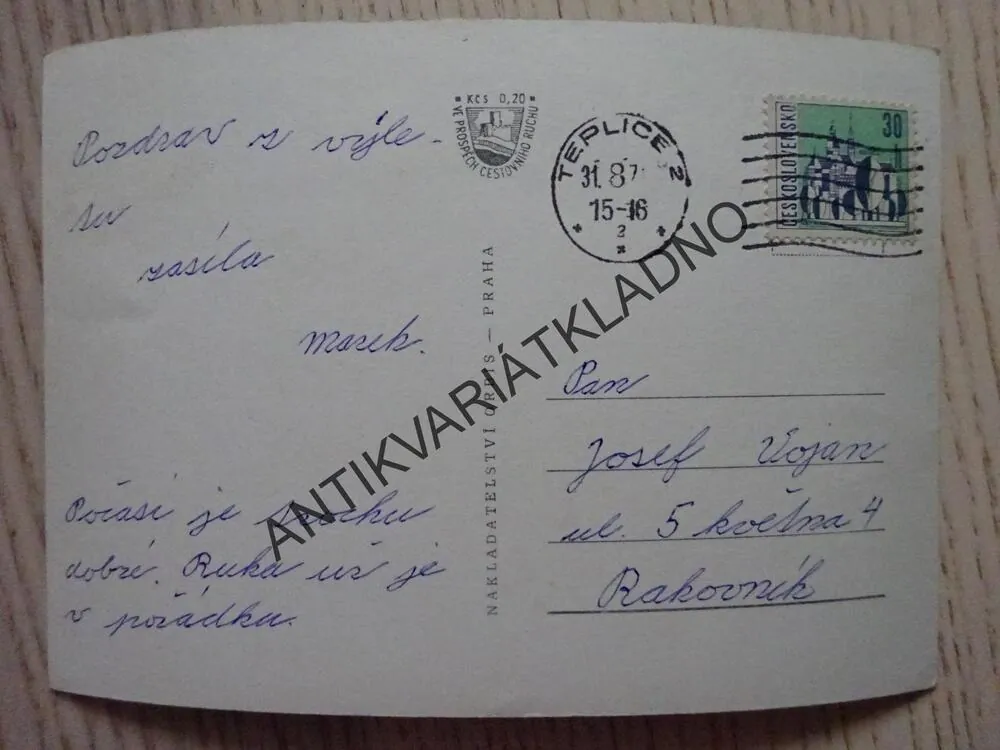 Pozdrav z výle-
tu
zasíla
Marek.
Počasí je trochu
dobré. Ruka už je
v pořádku.
Kčs 0,20
VE PROSPĚCH CESTOVNÍHO RUCHU
NAKLADATELSTVÍ ORBIS — PRAHA
TEPLICE 2
31.8.7
15-16
2
ČESKOSLOVENSKO
30
Pan
Josef Vojan
ul. 5 května 4
Rakovník
ANTIKVARIÁTKLADNO